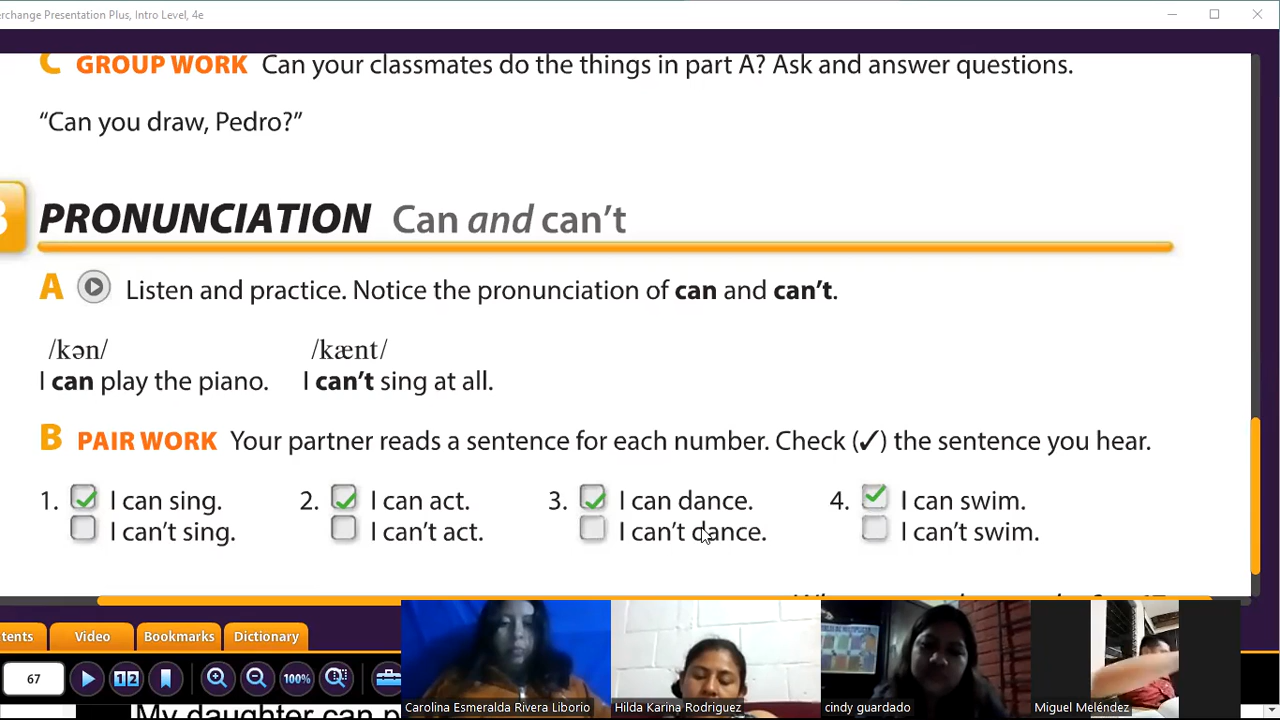 erchange Presentation Plus, Intro Level, 4e
C GROUP WORK Can your classmates do the things in part A? Ask and answer questions.
“Can you draw, Pedro?”
PRONUNCIATION Can and can’t
A Listen and practice. Notice the pronunciation of can and can’t.
/kən/ /kænt/
I can play the piano. I can’t sing at all.
B PAIR WORK Your partner reads a sentence for each number. Check (✓) the sentence you hear.
1. I can sing. 2. I can act. 3. I can dance. 4. I can swim.
I can’t sing. I can’t act. I can’t dance. I can’t swim.
tents Video Bookmarks Dictionary
67 12 100%
My daughter can p
Carolina Esmeralda Rivera Liborio Hilda Karina Rodriguez cindy guardado Miguel Meléndez